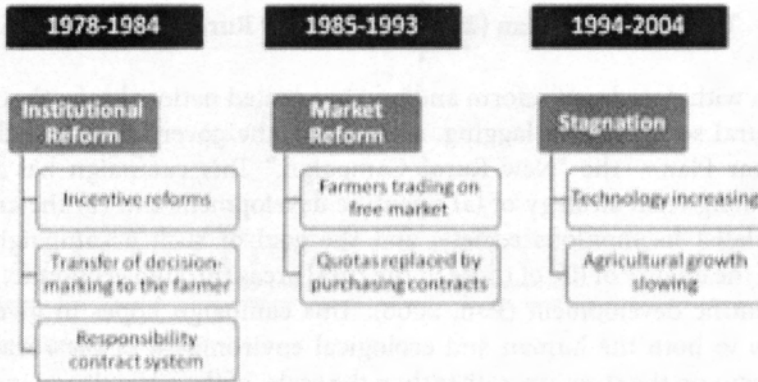 1978-1984
1985-1993
1994-2004
Institutional
Reform
Incentive reforms
Transfer of decision-
marking to the farmer
Responsibility
contract system
Market
Reform
Farmers trading on
free market
Quotas replaced by
purchasing contracts
Stagnation
Technology increasing
Agricultural growth
slowing